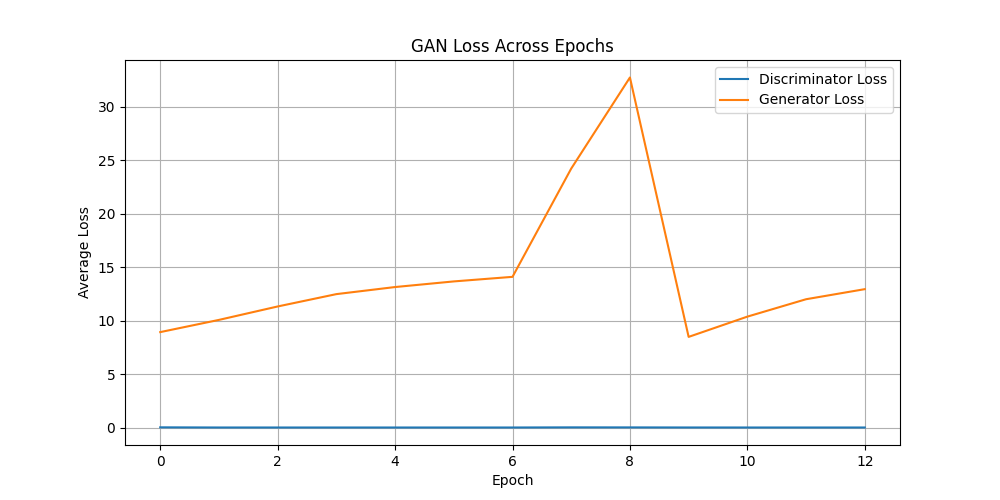 GAN Loss Across Epochs
Discriminator Loss
Generator Loss
Average Loss
30
25
20
15
10
5
0
0 2 4 6 8 10 12
Epoch